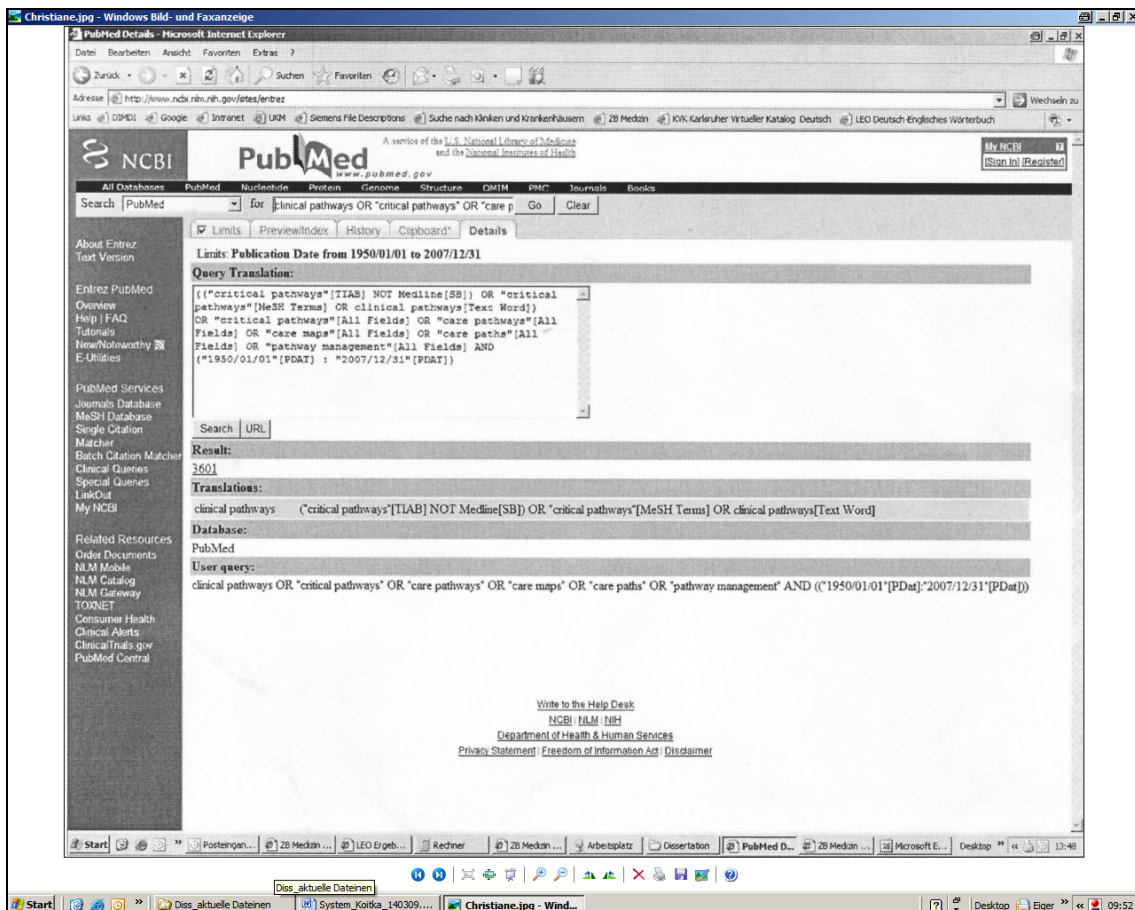 Christiane.jpg - Windows Bild- und Faxanzeige
PubMed Details - Microsoft Internet Explorer
Datei Bearbeiten Ansicht Favoriten Extras ?
Zurück Suchen Favoriten
Adresse http://www.ncbi.nlm.nih.gov/sites/entrez Wechseln zu
Links DIMDI Google Intranet UKM Siemens File Descriptions Suche nach Kliniken und Krankenhäusern ZB Medizin KVK Karlsruher Virtueller Katalog Deutsch LEO Deutsch-Englisches Wörterbuch
NCBI PubMed
A service of the U.S. National Library of Medicine
and the National Institutes of Health
www.pubmed.gov
My NCBI ?
[Sign In] [Register]
All Databases PubMed Nucleotide Protein Genome Structure OMIM PMC Journals Books
Search PubMed for clinical pathways OR "critical pathways" OR "care p Go Clear
Limits Preview/Index History Clipboard Details
About Entrez
Text Version
Entrez PubMed
Overview
Help | FAQ
Tutorials
New/Noteworthy
E-Utilities
PubMed Services
Journals Database
MeSH Database
Single Citation
Matcher
Batch Citation Matcher
Clinical Queries
Special Queries
LinkOut
My NCBI
Related Resources
Order Documents
NLM Mobile
NLM Catalog
NLM Gateway
TOXNET
Consumer Health
Clinical Alerts
ClinicalTrials.gov
PubMed Central
Limits: Publication Date from 1950/01/01 to 2007/12/31
Query Translation:
(("critical pathways"[TIAB] NOT Medline[SB]) OR "critical
pathways"[MeSH Terms] OR clinical pathways[Text Word])
OR "critical pathways"[All Fields] OR "care pathways"[All
Fields] OR "care maps"[All Fields] OR "care paths"[All
Fields] OR "pathway management"[All Fields] AND
("1950/01/01"[PDAT] : "2007/12/31"[PDAT])
Search URL
Result:
3601
Translations:
clinical pathways ("critical pathways"[TIAB] NOT Medline[SB]) OR "critical pathways"[MeSH Terms] OR clinical pathways[Text Word]
Database:
PubMed
User query:
clinical pathways OR "critical pathways" OR "care pathways" OR "care maps" OR "care paths" OR "pathway management" AND (("1950/01/01"[PDat]:"2007/12/31"[PDat]))
Write to the Help Desk
NCBI | NLM | NIH
Department of Health & Human Services
Privacy Statement | Freedom of Information Act | Disclaimer
Start » Posteingan... ZB Medizin ... LEO Ergeb... Rechner ZB Medizin ... Arbeitsplatz Dissertation PubMed D... ZB Medizin ... Microsoft E... Desktop » « 13:48
Diss_aktuelle Dateinen
Start » Diss_aktuelle Dateinen System_Koitka_140309.... Christiane.jpg - Wind... Desktop Eiger » « 09:52